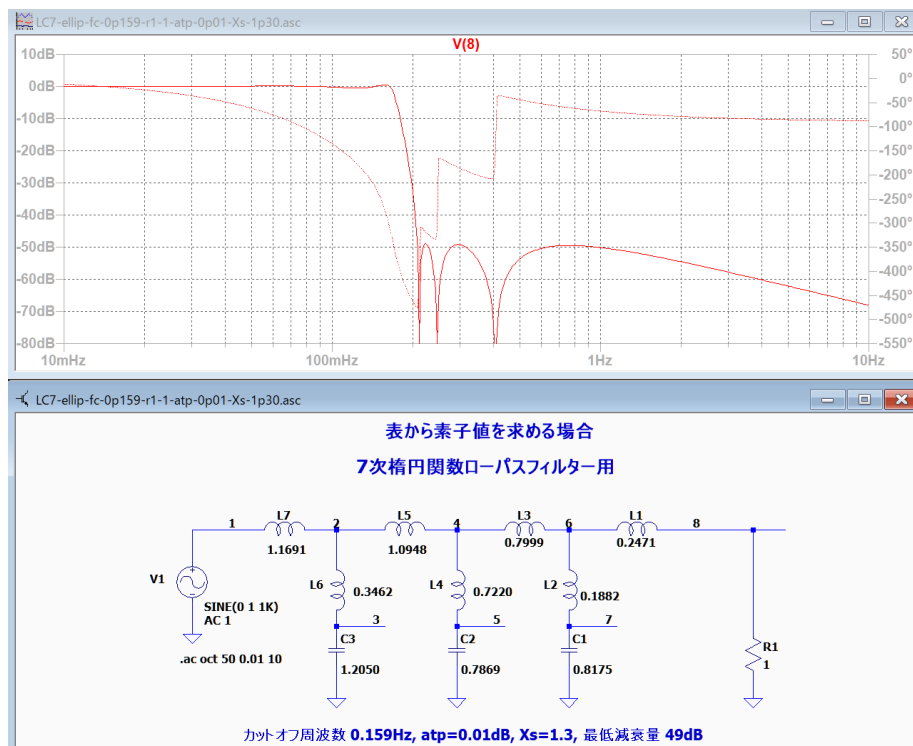 LC7-ellip-fc-0p159-r1-1-atp-0p01-Xs-1p30.asc
V(8)
10dB
0dB
-10dB
-20dB
-30dB
-40dB
-50dB
-60dB
-70dB
-80dB
50°
0°
-50°
-100°
-150°
-200°
-250°
-300°
-350°
-400°
-450°
-500°
-550°
10mHz
100mHz
1Hz
10Hz
LC7-ellip-fc-0p159-r1-1-atp-0p01-Xs-1p30.asc
表から素子値を求める場合
7次楕円関数ローパスフィルター用
1
L7
1.1691
2
L5
1.0948
4
L3
0.7999
6
L1
0.2471
8
V1
SINE(0 1 1K)
AC 1
L6
0.3462
3
C3
1.2050
L4
0.7220
5
C2
0.7869
L2
0.1882
7
C1
0.8175
R1
1
.ac oct 50 0.01 10
カットオフ周波数 0.159Hz, atp=0.01dB, Xs=1.3, 最低減衰量 49dB